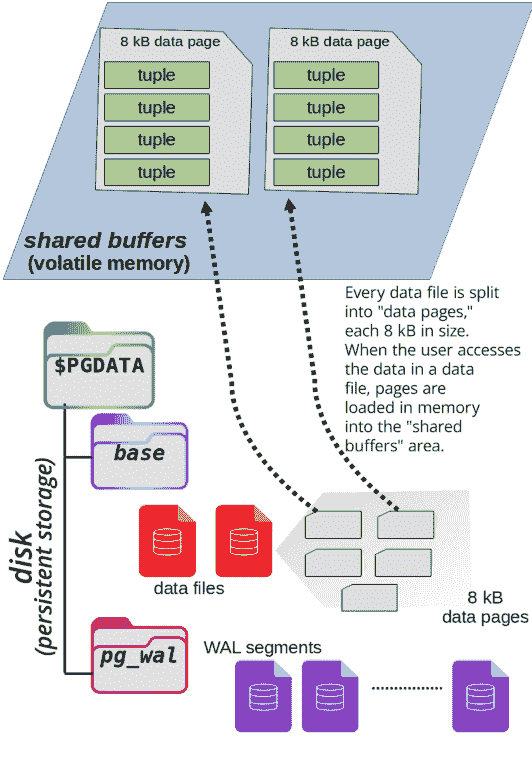 8 kB data page
8 kB data page
tuple
tuple
tuple
tuple
tuple
tuple
tuple
tuple
shared buffers
(volatile memory)
Every data file is split
into "data pages,"
each 8 kB in size.
When the user accesses
the data in a data
file, pages are
loaded in memory
into the "shared
buffers" area.
$PGDATA
base
disk
(persistent storage)
data files
8 kB
data pages
pg_wal
WAL segments